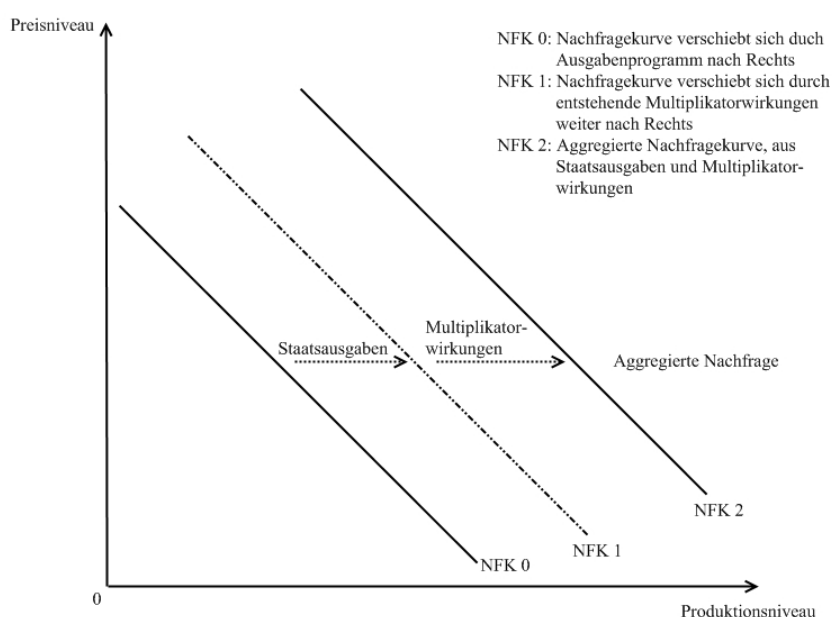 Preisniveau
NFK 0: Nachfragekurve verschiebt sich duch
Ausgabenprogramm nach Rechts
NFK 1: Nachfragekurve verschiebt sich durch
entstehende Multiplikatorwirkungen
weiter nach Rechts
NFK 2: Aggregierte Nachfragekurve, aus
Staatsausgaben und Multiplikator-
wirkungen
Staatsausgaben
Multiplikator-
wirkungen
Aggregierte Nachfrage
NFK 0
NFK 1
NFK 2
0
Produktionsniveau